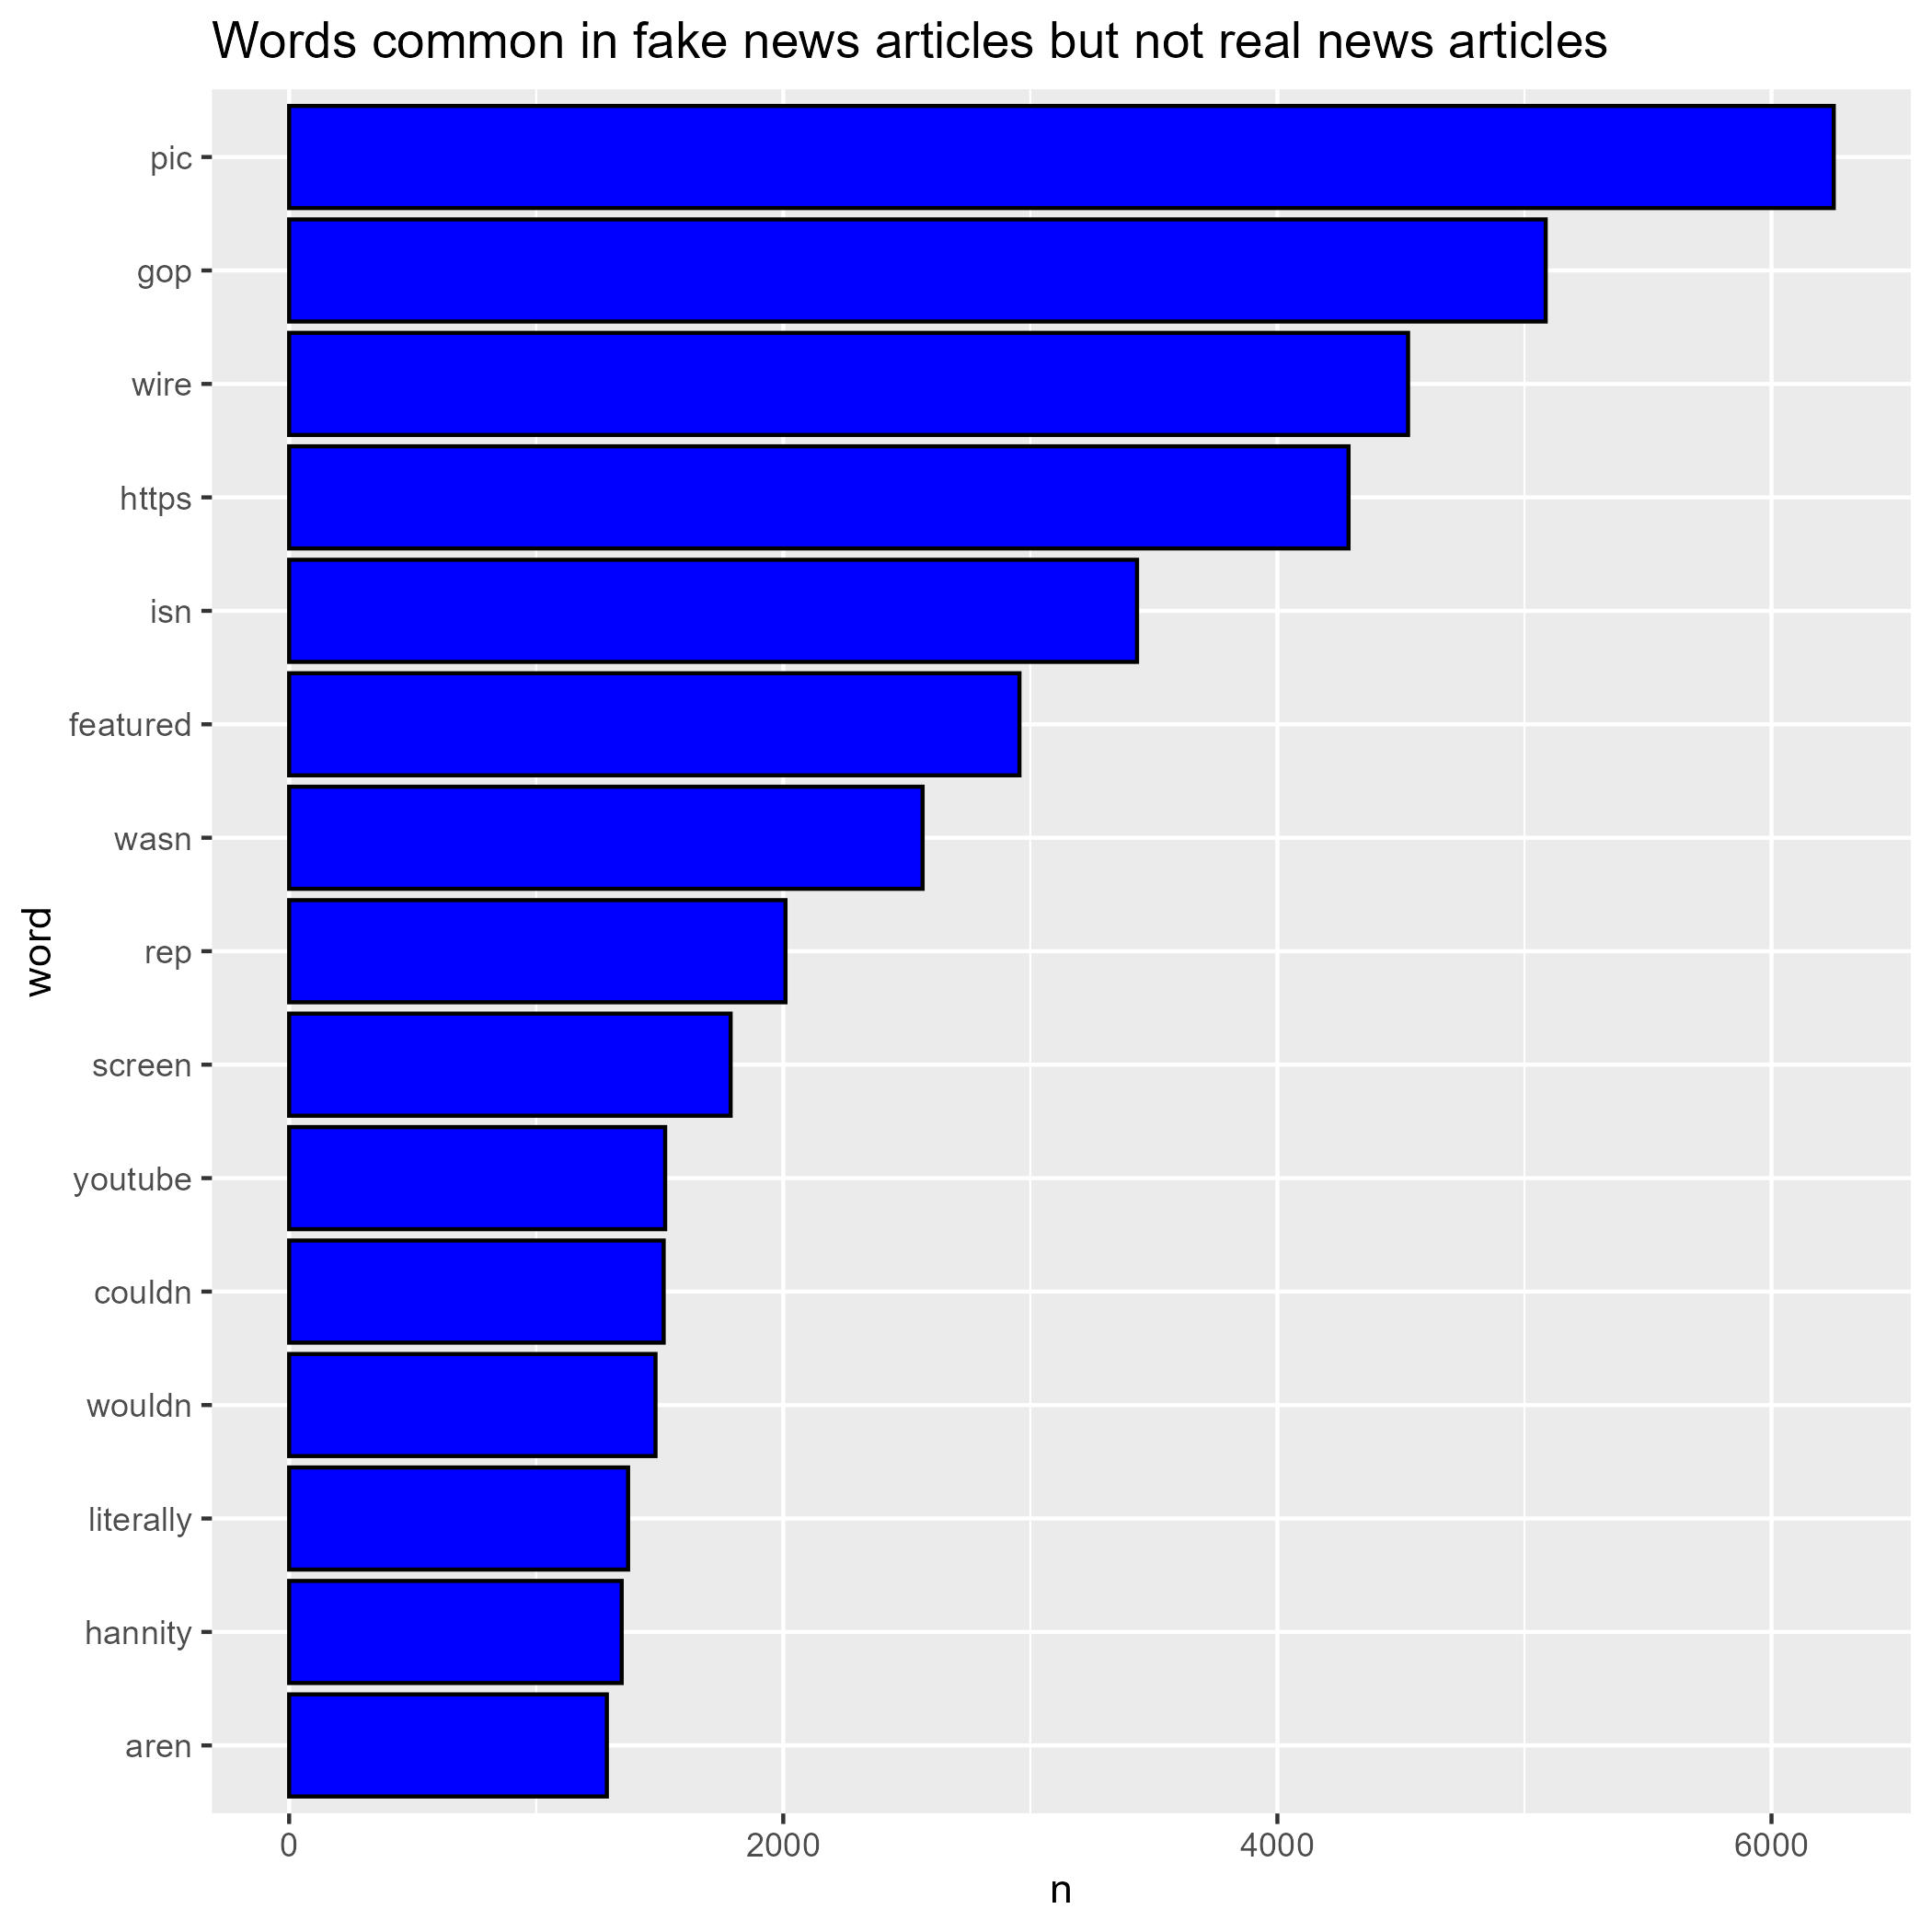 Words common in fake news articles but not real news articles
pic
gop
wire
https
isn
featured
wasn
rep
screen
youtube
couldn
wouldn
literally
hannity
aren
word
0 2000 4000 6000
n